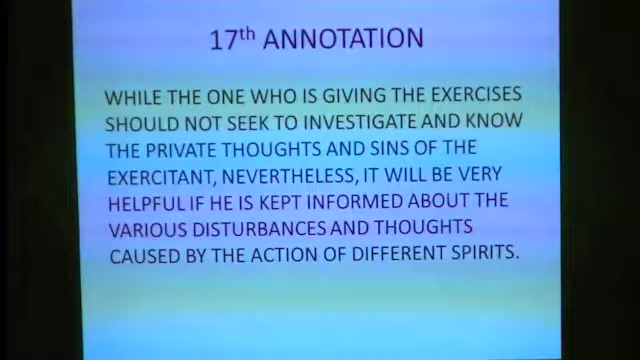 17th ANNOTATION
WHILE THE ONE WHO IS GIVING THE EXERCISES
SHOULD NOT SEEK TO INVESTIGATE AND KNOW
THE PRIVATE THOUGHTS AND SINS OF THE
EXERCITANT, NEVERTHELESS, IT WILL BE VERY
HELPFUL IF HE IS KEPT INFORMED ABOUT THE
VARIOUS DISTURBANCES AND THOUGHTS
CAUSED BY THE ACTION OF DIFFERENT SPIRITS.